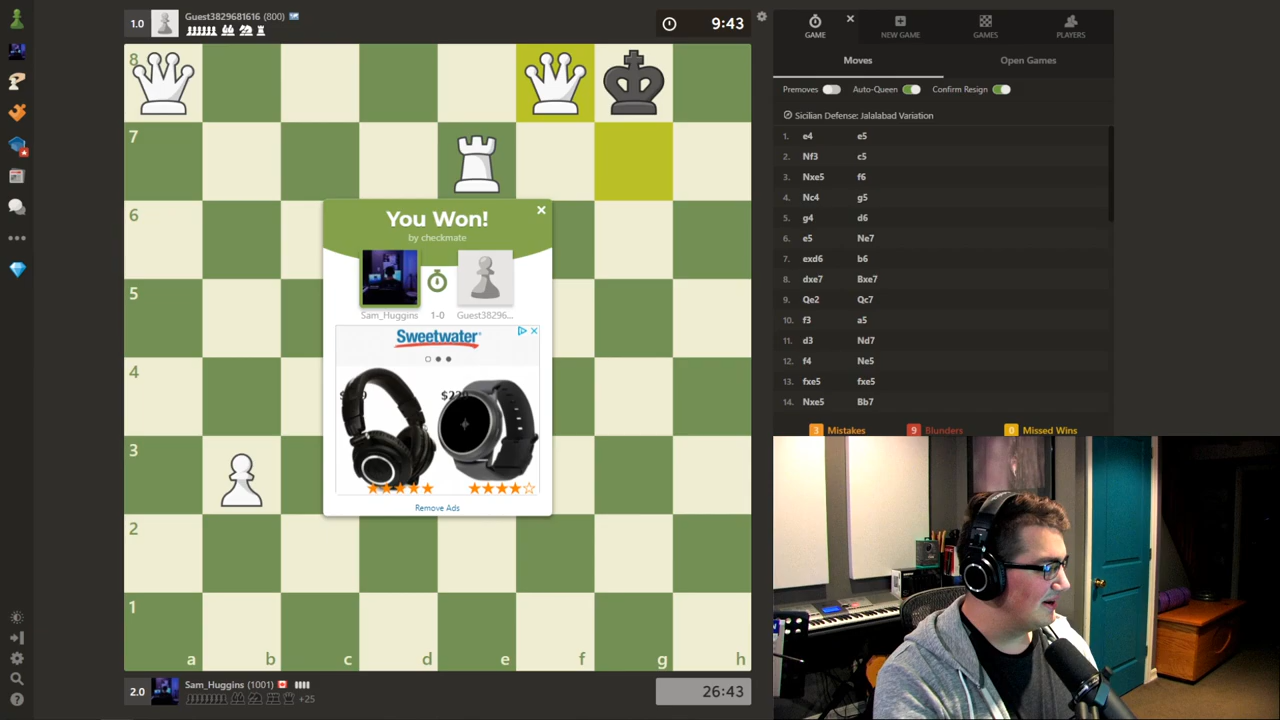 1.0 Guest3829681616 (800)
9:43
GAME
NEW GAME
GAMES
PLAYERS
Moves
Open Games
Premoves
Auto-Queen
Confirm Resign
Sicilian Defense: Jalalabad Variation
1. e4 e5
2. Nf3 c5
3. Nxe5 f6
4. Nc4 g5
5. g4 d6
6. e5 Ne7
7. exd6 b6
8. dxe7 Bxe7
9. Qe2 Qc7
10. f3 a5
11. d3 Nd7
12. f4 Ne5
13. fxe5 fxe5
14. Nxe5 Bb7
3 Mistakes
9 Blunders
0 Missed Wins
8
7
6
5
4
3
2
1
a b c d e f g h
You Won!
by checkmate
Sam_Huggins
1-0
Guest38296...
Sweetwater
Remove Ads
2.0 Sam_Huggins (1001)
+25
26:43